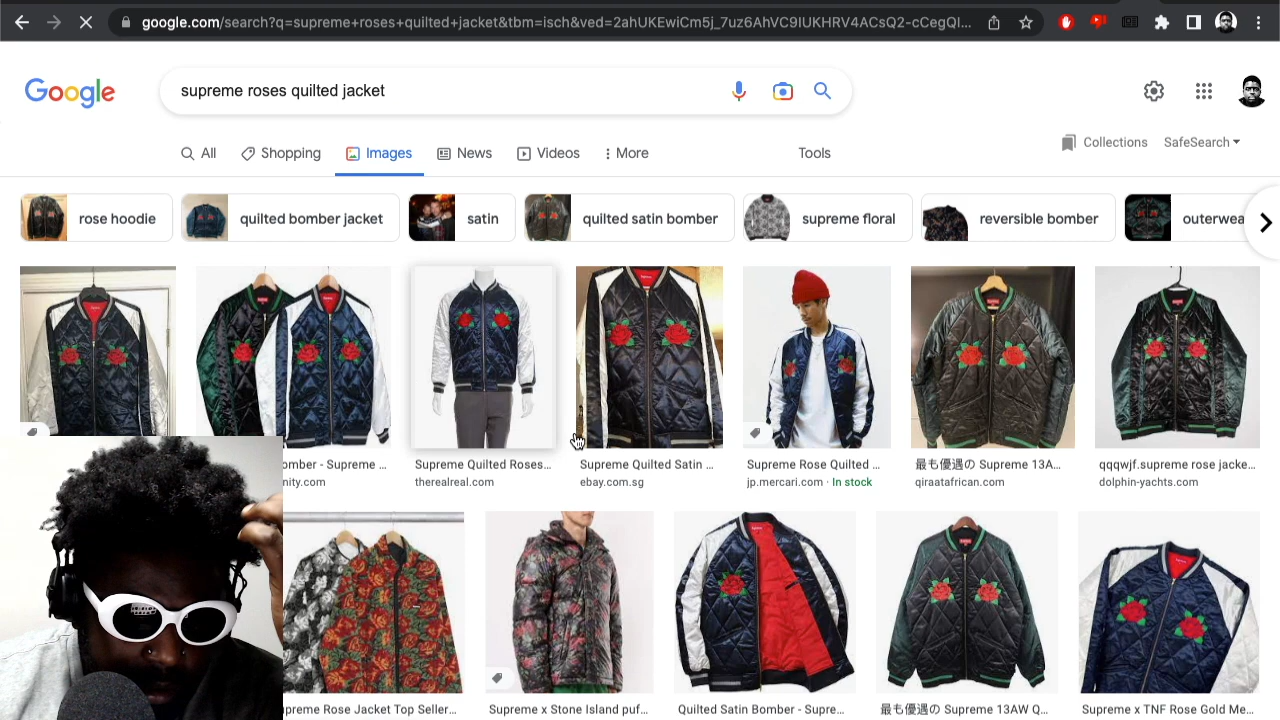 google.com/search?q=supreme+roses+quilted+jacket&tbm=isch&ved=2ahUKEwiCm5j_7uz6AhVC9IUKHRV4ACsQ2-cCegQI...
Google
supreme roses quilted jacket
All
Shopping
Images
News
Videos
More
Tools
Collections
SafeSearch
rose hoodie
quilted bomber jacket
satin
quilted satin bomber
supreme floral
reversible bomber
outerwea
omber - Supreme ...
Supreme Quilted Roses...
Supreme Quilted Satin ...
Supreme Rose Quilted ...
最も優遇の Supreme 13A...
qqqwjf.supreme rose jacke...
nity.com
therealreal.com
ebay.com.sg
jp.mercari.com · In stock
qiraatafrican.com
dolphin-yachts.com
preme Rose Jacket Top Seller...
Supreme x Stone Island puf...
Quilted Satin Bomber - Supre...
最も優遇の Supreme 13AW Q...
Supreme x TNF Rose Gold Me...